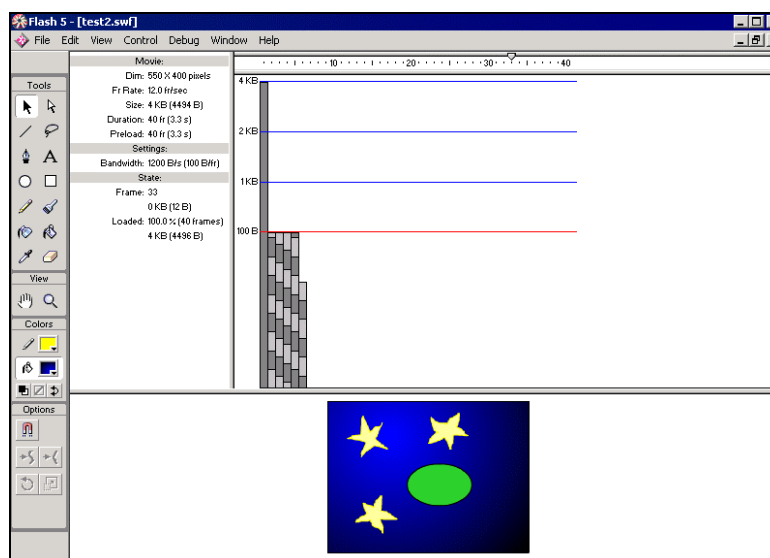 Flash 5 - [test2.swf]
File Edit View Control Debug Window Help
Tools
A
View
Colors
Options
Movie:
Dim: 550 X 400 pixels
Fr Rate: 12.0 fr/sec
Size: 4 KB (4494 B)
Duration: 40 fr (3.3 s)
Preload: 40 fr (3.3 s)
Settings:
Bandwidth: 1200 B/s (100 B/fr)
State:
Frame: 33
0 KB (12 B)
Loaded: 100.0 % (40 frames)
4 KB (4496 B)
10 20 30 40
4 KB
2 KB
1 KB
100 B